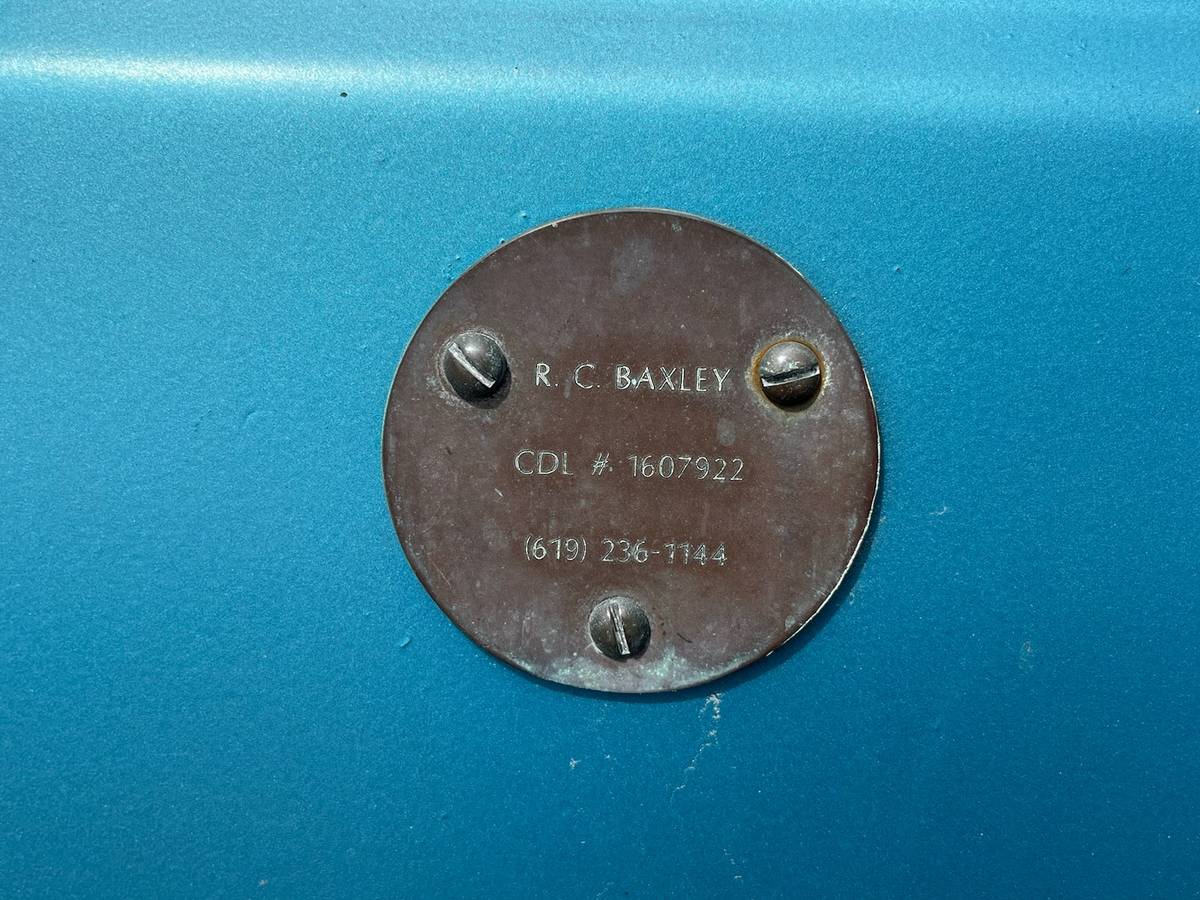 R. C. BAXLEY
CDL # 1607922
(619) 236-1144